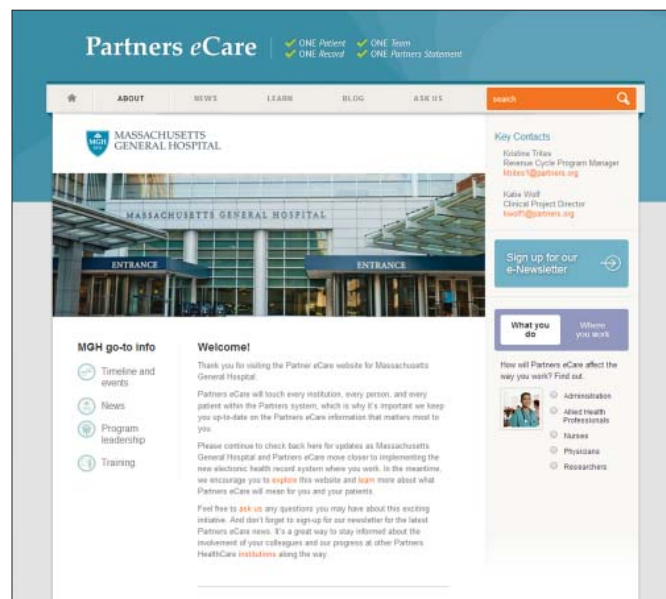 Partners eCare
ONE Patient
ONE Team
ONE Record
ONE Partners Statement
ABOUT
NEWS
LEARN
BLOG
ASK US
search
MGH
MASSACHUSETTS
GENERAL HOSPITAL
MASSACHUSETTS GENERAL HOSPITAL
ENTRANCE
ENTRANCE
Key Contacts
Kristine Trites
Revenue Cycle Program Manager
ktrites1@partners.org
Katie Wolf
Clinical Project Director
kwolf1@partners.org
Sign up for our
e-Newsletter
What you
do
Where
you work
How will Partners eCare affect the
way you work? Find out.
Administration
Allied Health
Professionals
Nurses
Physicians
Researchers
MGH go-to info
Timeline and
events
News
Program
leadership
Training
Welcome!
Thank you for visiting the Partner eCare website for Massachusetts
General Hospital.
Partners eCare will touch every institution, every person, and every
patient within the Partners system, which is why it's important we keep
you up-to-date on the Partners eCare information that matters most to
you.
Please continue to check back here for updates as Massachusetts
General Hospital and Partners eCare move closer to implementing the
new electronic health record system where you work. In the meantime,
we encourage you to explore this website and learn more about what
Partners eCare will mean for you and your patients.
Feel free to ask us any questions you may have about this exciting
initiative. And don't forget to sign-up for our newsletter for the latest
Partners eCare news. It's a great way to stay informed about the
involvement of your colleagues and our progress at other Partners
HealthCare institutions along the way.